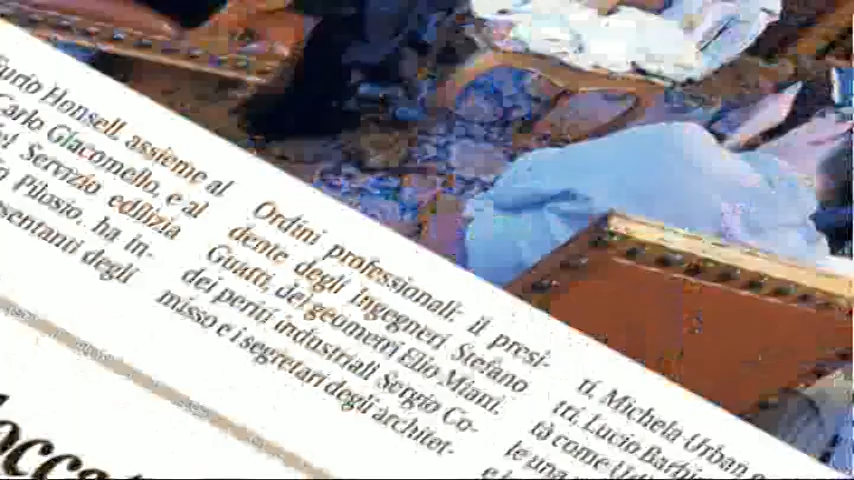 Furio Honsell, assieme al
Carlo Giacomello, e al
Servizio edilizia
Pilosio, ha in-
degli
Ordini professionali: il presi-
dente degli Ingegneri Stefano
Guatti, dei geometri Elio Miani,
dei periti industriali Sergio Co-
misso e i segretari degli architet-
ti, Michela Urban
tri, Lucio Barbi
tà come
le una